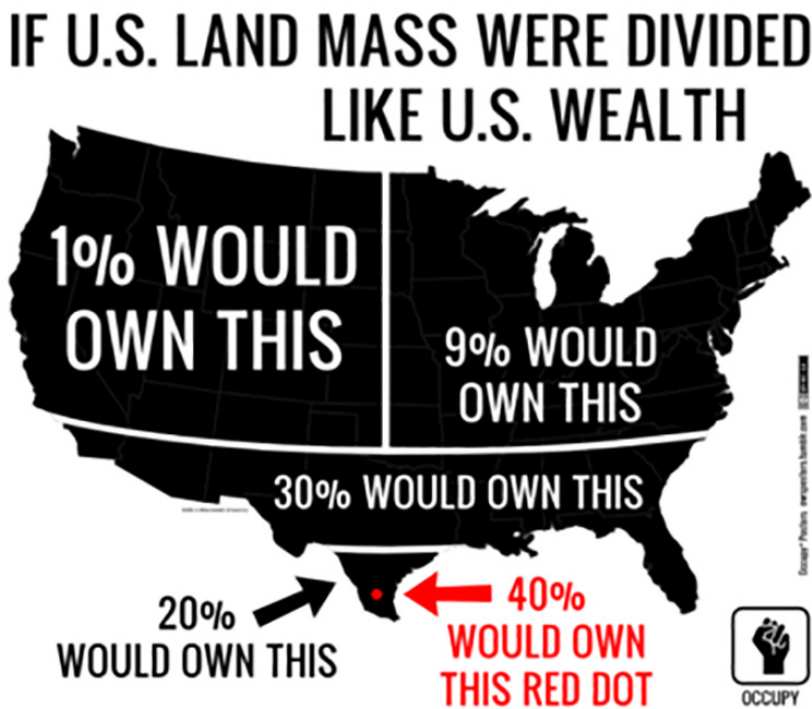 IF U.S. LAND MASS WERE DIVIDED
LIKE U.S. WEALTH
1% WOULD
OWN THIS
9% WOULD
OWN THIS
30% WOULD OWN THIS
20%
WOULD OWN THIS
40%
WOULD OWN
THIS RED DOT
OCCUPY